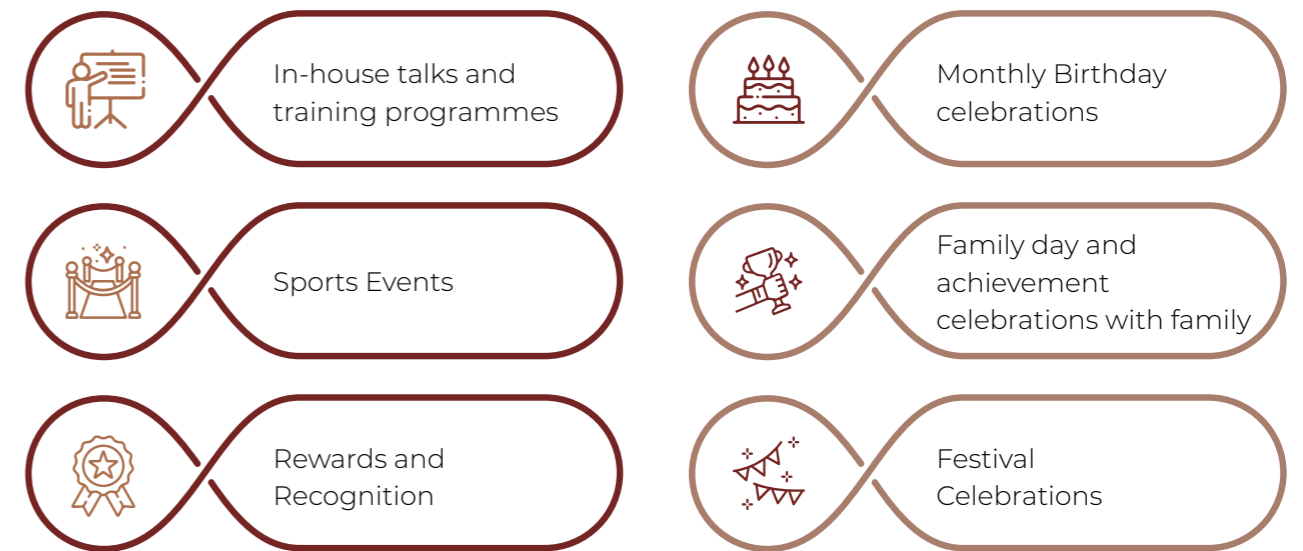 In-house talks and
training programmes
Monthly Birthday
celebrations
Sports Events
Family day and
achievement
celebrations with family
Rewards and
Recognition
Festival
Celebrations